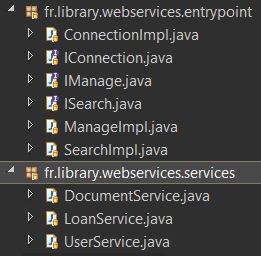 fr.library.webservices.entrypoint
ConnectionImpl.java
IConnection.java
IManage.java
ISearch.java
ManageImpl.java
SearchImpl.java
fr.library.webservices.services
DocumentService.java
LoanService.java
UserService.java